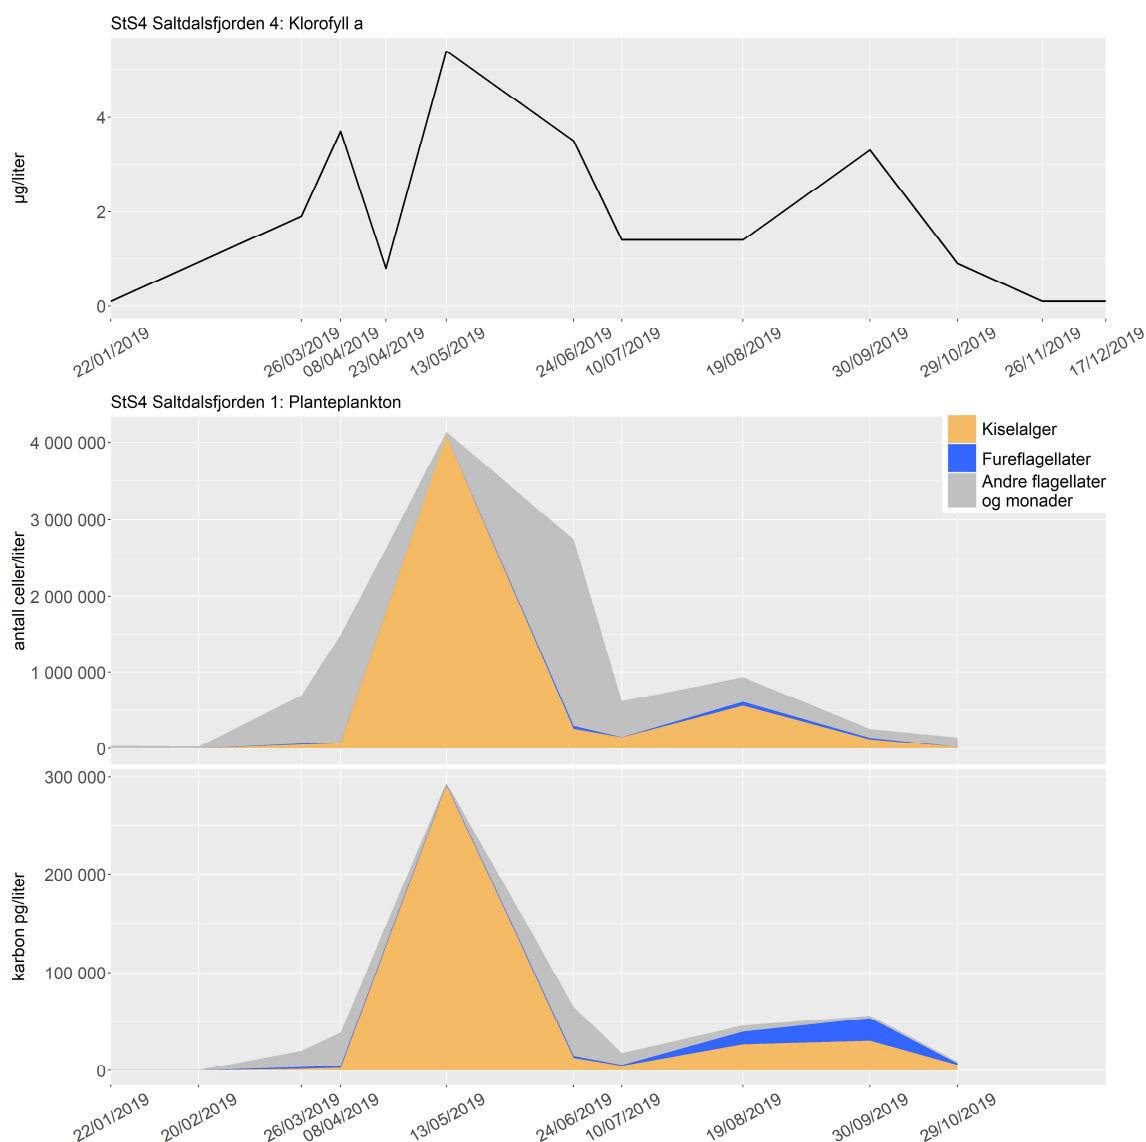 StS4 Saltdalsfjorden 4: Klorofyll a
µg/liter
4
2
0
22/01/2019 26/03/2019 08/04/2019 23/04/2019 13/05/2019 24/06/2019 10/07/2019 19/08/2019 30/09/2019 29/10/2019 26/11/2019 17/12/2019
StS4 Saltdalsfjorden 1: Planteplankton
Kiselalger
Fureflagellater
Andre flagellater
og monader
antall celler/liter
4 000 000
3 000 000
2 000 000
1 000 000
0
karbon pg/liter
300 000
200 000
100 000
0
22/01/2019 20/02/2019 26/03/2019 08/04/2019 13/05/2019 24/06/2019 10/07/2019 19/08/2019 30/09/2019 29/10/2019